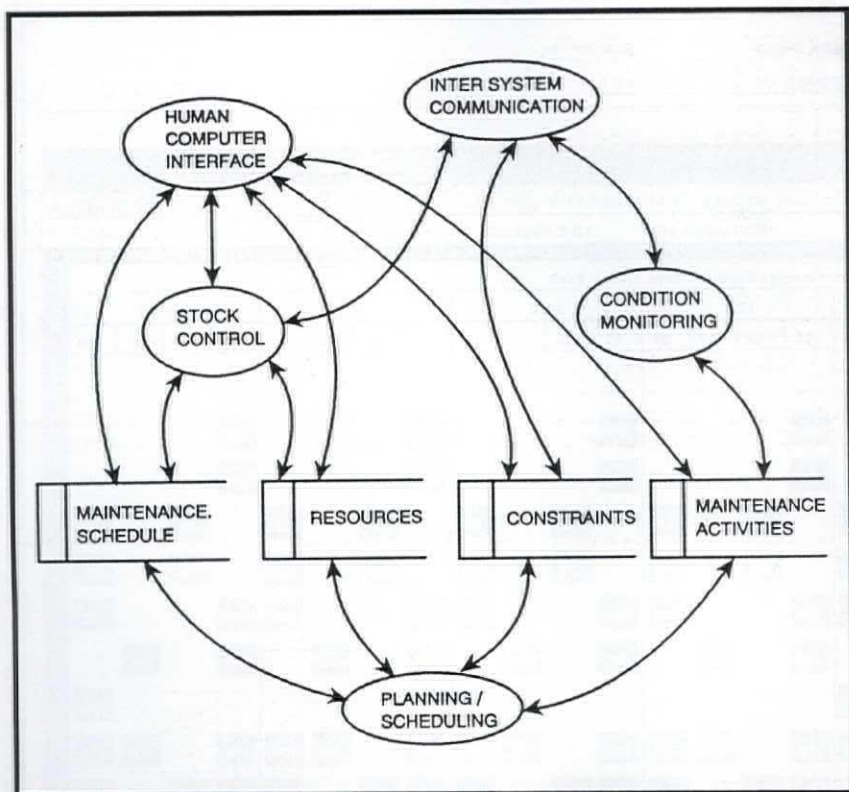 HUMAN
COMPUTER
INTERFACE
INTER SYSTEM
COMMUNICATION
STOCK
CONTROL
CONDITION
MONITORING
MAINTENANCE.
SCHEDULE
RESOURCES
CONSTRAINTS
MAINTENANCE
ACTIVITIES
PLANNING /
SCHEDULING